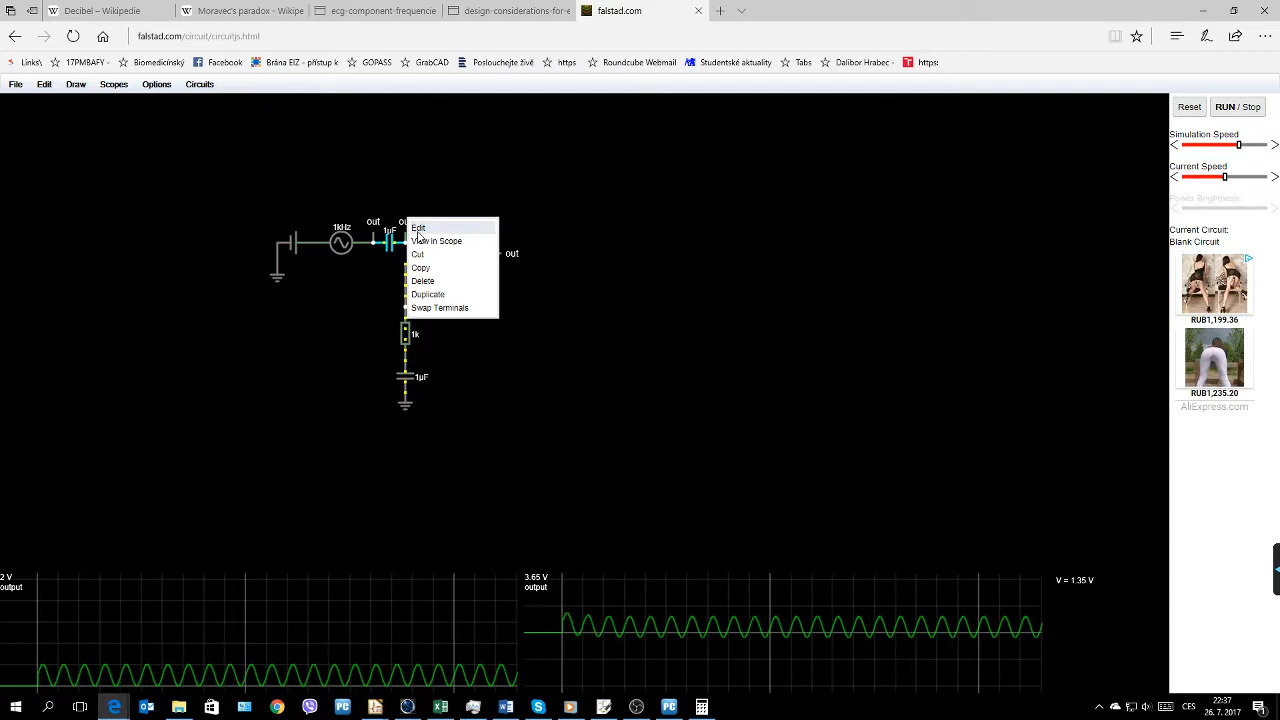 Decibel – Wikipedie
Moravec's paradox - Wikipe
ecg-component-frequencie
design-considerations-for-e
falstad.com
falstad.com/circuit/circuitjs.html
Links\
17PMBAFY -
Biomedicínský
Facebook
Brána EIZ - přístup k
GOPASS
GrabCAD
Poslouchejte živě
https
Roundcube Webmail
Studentské aktuality
Tabs
Dalibor Hrabec -
https:
File Edit Draw Scopes Options Circuits
Reset
RUN / Stop
Simulation Speed
Current Speed
Power Brightness
Current Circuit:
Blank Circuit
RUB1,199.36
RUB1,235.20
AliExpress.com
1kHz
out
1µF
Edit
View in Scope
Cut
Copy
Delete
Duplicate
Swap Terminals
out
1k
1µF
2 V
output
3.65 V
output
V = 1.35 V
CES
22:37
26. 7. 2017